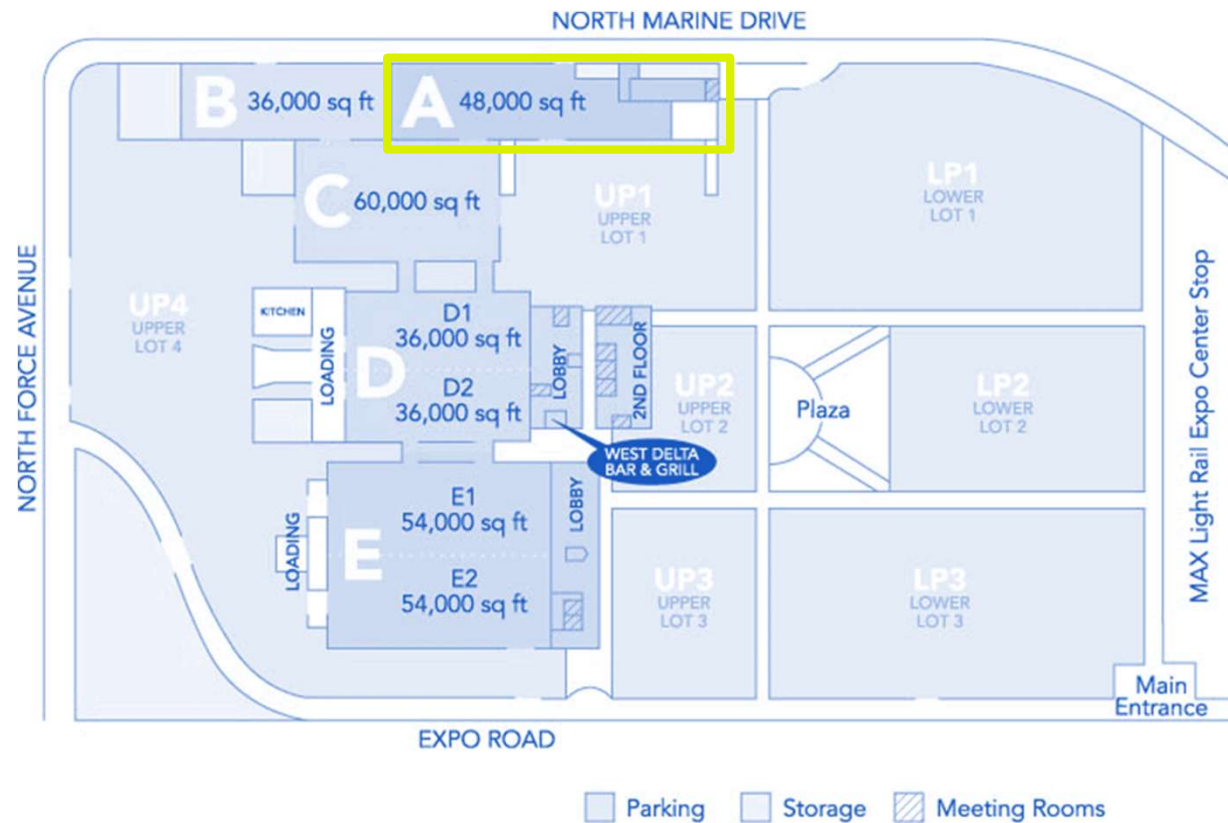 NORTH MARINE DRIVE
B 36,000 sq ft
A 48,000 sq ft
C 60,000 sq ft
UP1
UPPER
LOT 1
LP1
LOWER
LOT 1
NORTH FORCE AVENUE
UP4
UPPER
LOT 4
KITCHEN
LOADING
D
D1
36,000 sq ft
D2
36,000 sq ft
LOBBY
2ND FLOOR
WEST DELTA
BAR & GRILL
UP2
UPPER
LOT 2
Plaza
LP2
LOWER
LOT 2
MAX Light Rail Expo Center Stop
LOADING
E
E1
54,000 sq ft
E2
54,000 sq ft
LOBBY
UP3
UPPER
LOT 3
LP3
LOWER
LOT 3
Main
Entrance
EXPO ROAD
Parking
Storage
Meeting Rooms